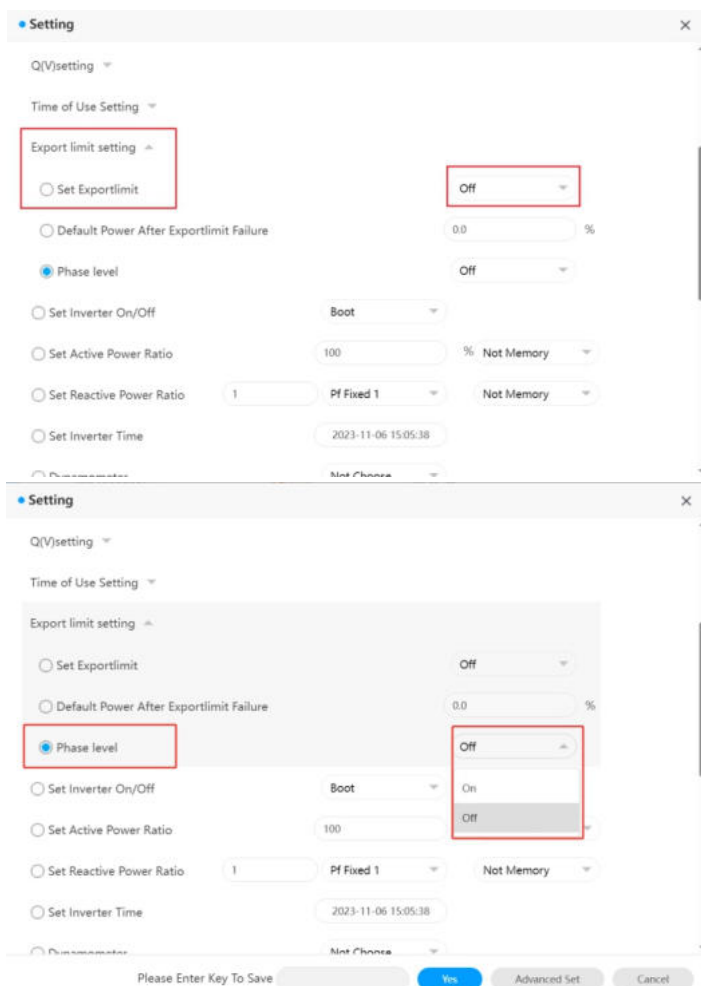 Setting
Q(V)setting
Time of Use Setting
Export limit setting
Set Exportlimit Off
Default Power After Exportlimit Failure 0.0 %
Phase level Off
Set Inverter On/Off Boot
Set Active Power Ratio 100 % Not Memory
Set Reactive Power Ratio 1 Pf Fixed 1 Not Memory
Set Inverter Time 2023-11-06 15:05:38
Dynamometer Not Choose
Setting
Q(V)setting
Time of Use Setting
Export limit setting
Set Exportlimit Off
Default Power After Exportlimit Failure 0.0 %
Phase level Off
Set Inverter On/Off Boot On
Set Active Power Ratio 100 Off
Set Reactive Power Ratio 1 Pf Fixed 1 Not Memory
Set Inverter Time 2023-11-06 15:05:38
Dynamometer Not Choose
Please Enter Key To Save Yes Advanced Set Cancel